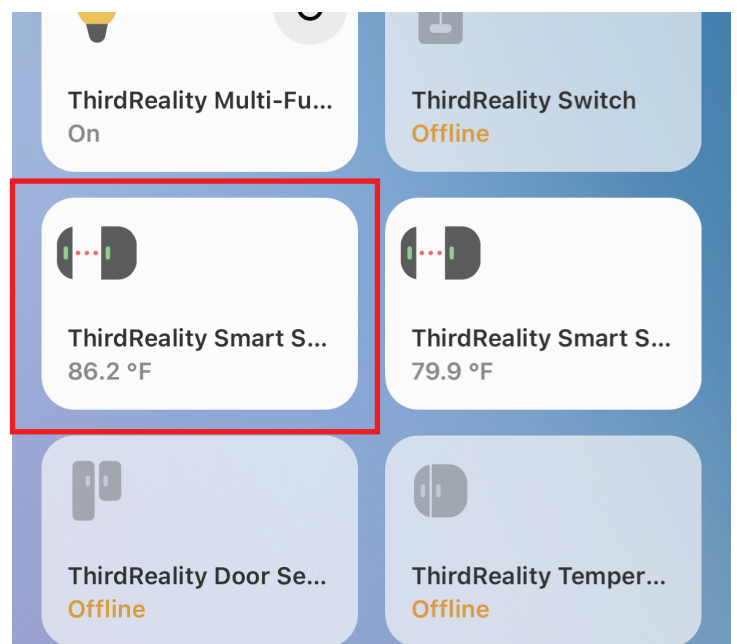 ThirdReality Multi-Fu...
On
ThirdReality Switch
Offline
ThirdReality Smart S...
86.2 °F
ThirdReality Smart S...
79.9 °F
ThirdReality Door Se...
Offline
ThirdReality Temper...
Offline